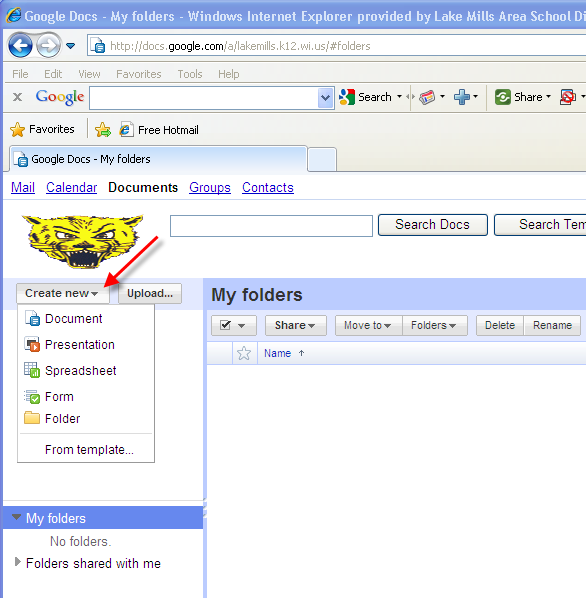 Google Docs - My folders - Windows Internet Explorer provided by Lake Mills Area School Di
http://docs.google.com/a/lakemills.k12.wi.us/#folders
File Edit View Favorites Tools Help
x Google Search Share
Favorites Free Hotmail
Google Docs - My folders
Mail Calendar Documents Groups Contacts
Search Docs Search Tem
Create new Upload... My folders
Document
Share Move to Folders Delete Rename
Presentation
Name ↑
Spreadsheet
Form
Folder
From template...
My folders
No folders.
Folders shared with me